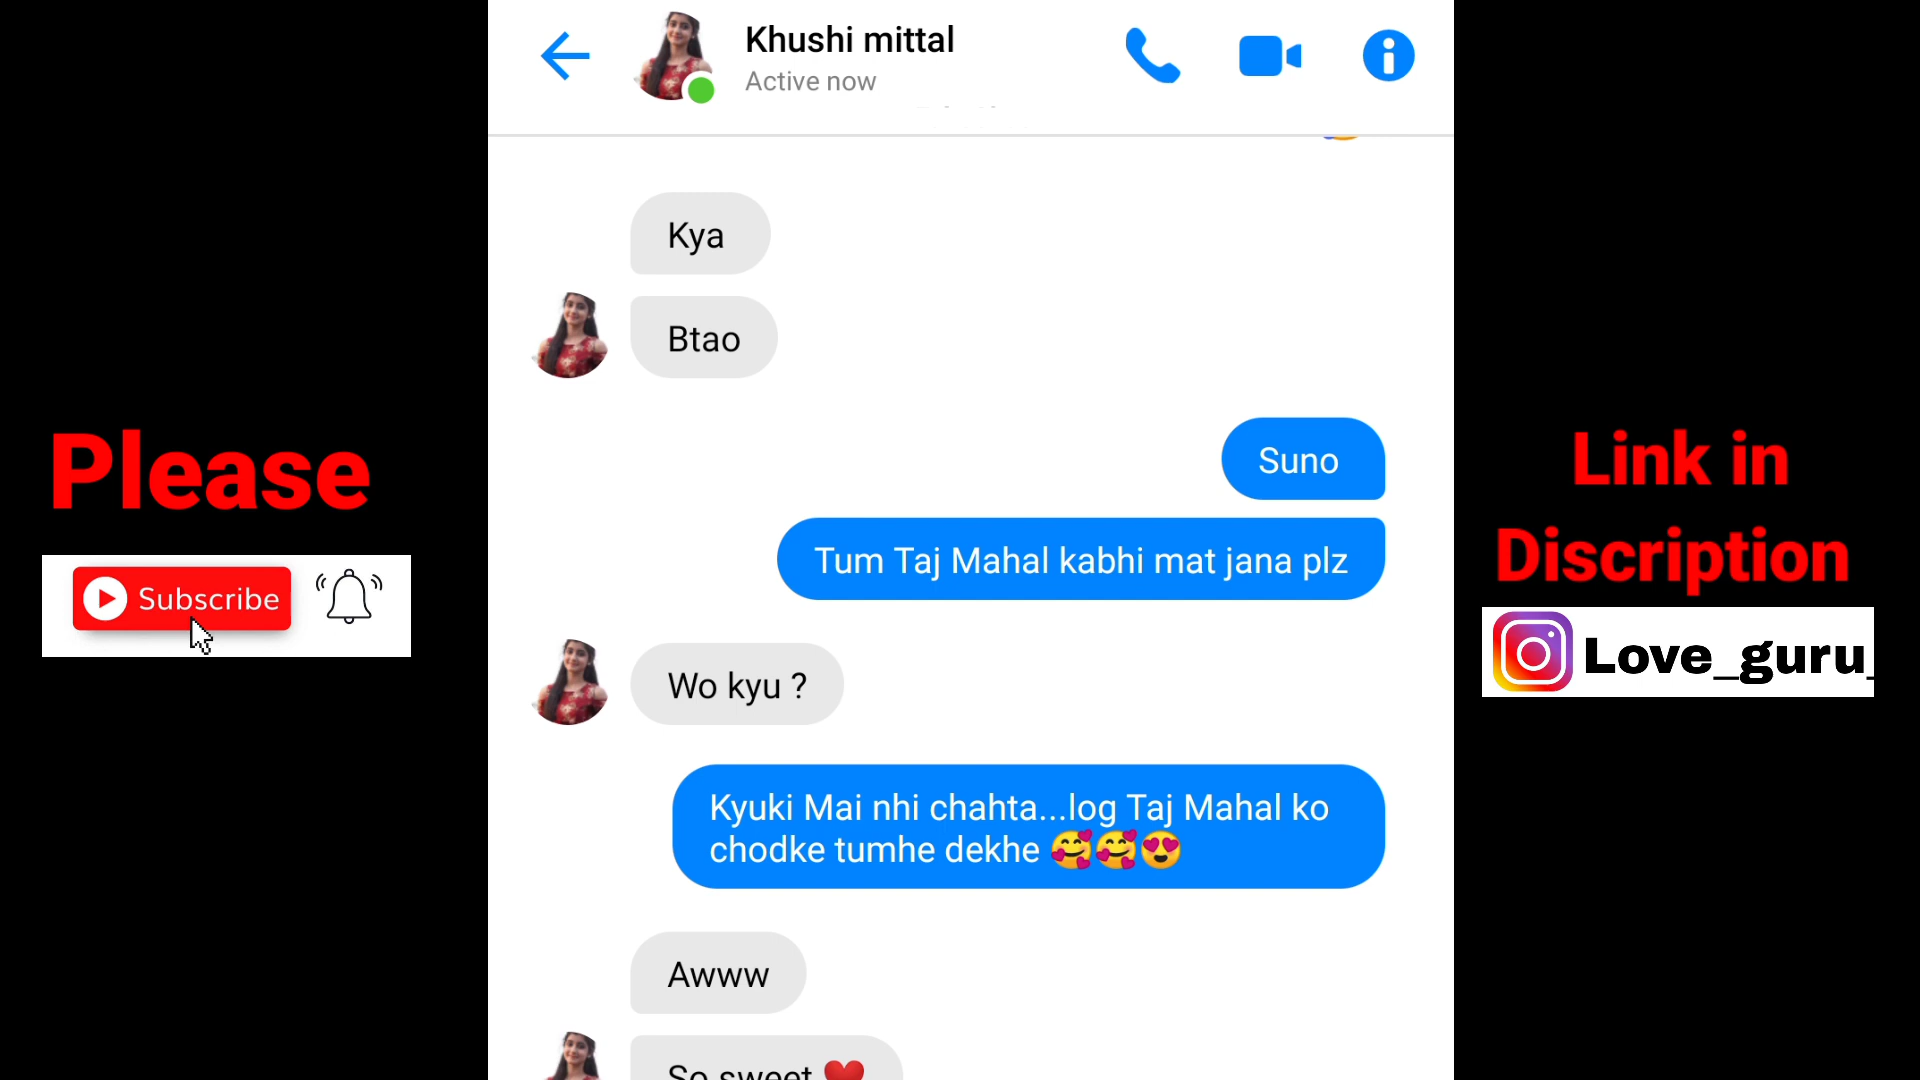 Khushi mittal
Active now
Kya
Btao
Suno
Tum Taj Mahal kabhi mat jana plz
Wo kyu ?
Kyuki Mai nhi chahta...log Taj Mahal ko
chodke tumhe dekhe 🥰🥰😍
Awww
So sweet ❤️
Please
Subscribe
Link in
Discription
Love_guru_